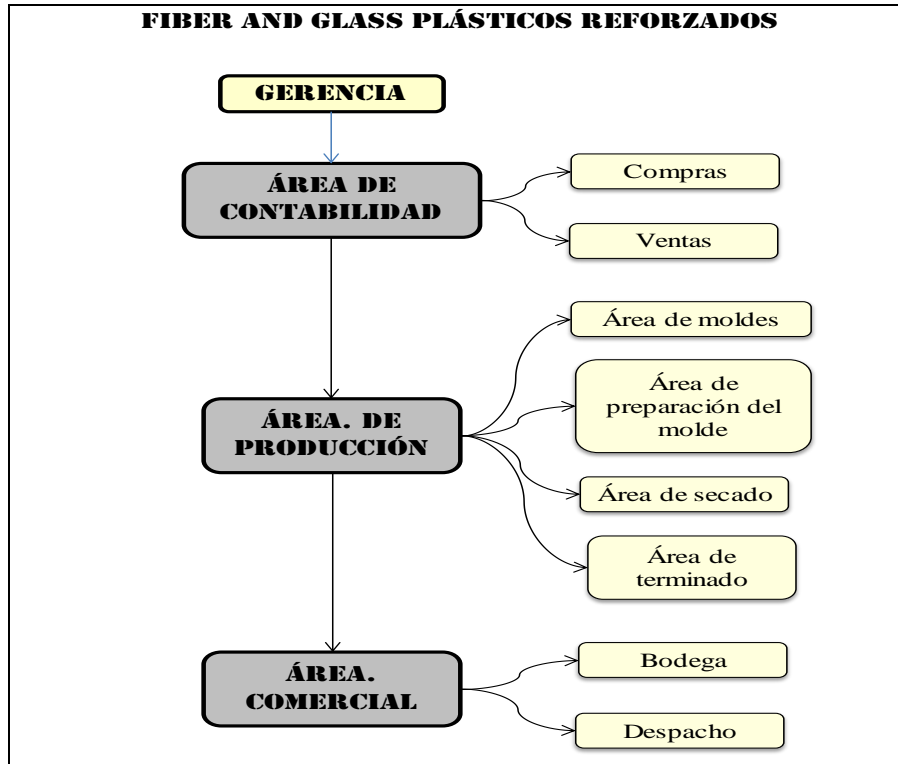 FIBER AND GLASS PLÁSTICOS REFORZADOS
GERENCIA
ÁREA DE
CONTABILIDAD
Compras
Ventas
ÁREA. DE
PRODUCCIÓN
Área de moldes
Área de
preparación del
molde
Área de secado
Área de
terminado
ÁREA.
COMERCIAL
Bodega
Despacho